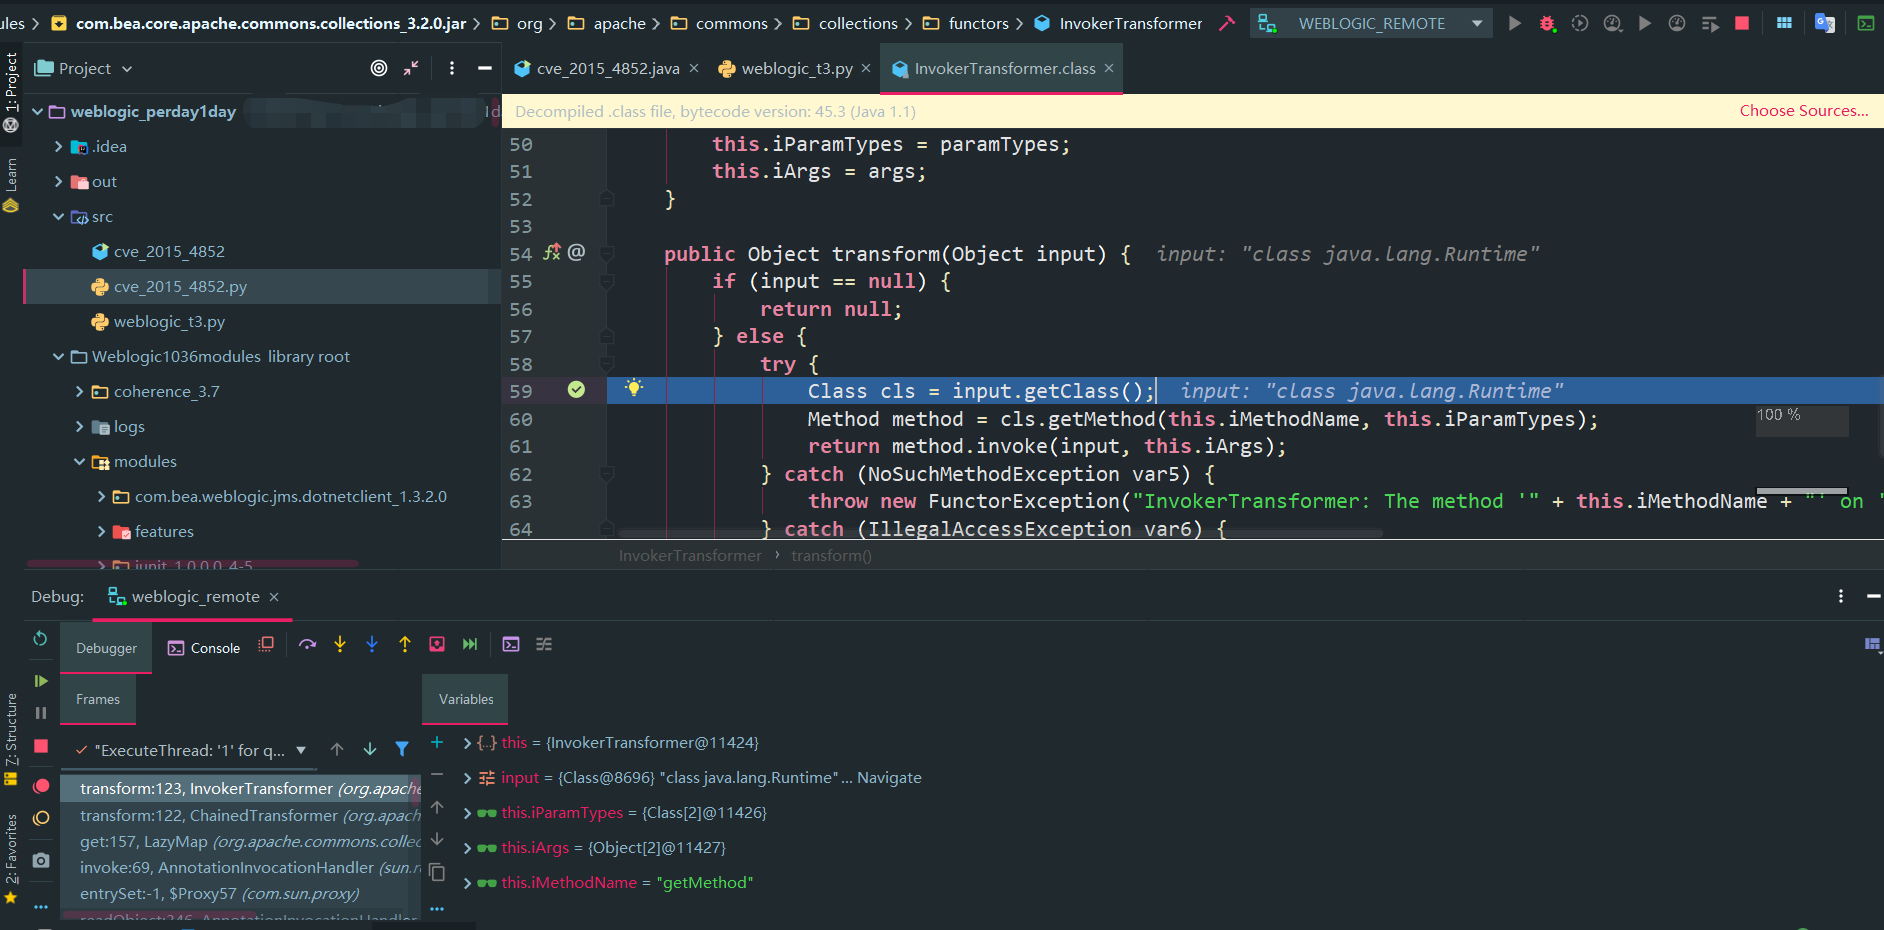 ules com.bea.core.apache.commons.collections_3.2.0.jar org apache commons collections functors InvokerTransformer WEBLOGIC_REMOTE
1: Project
Learn
7: Structure
2: Favorites
Project
cve_2015_4852.java weblogic_t3.py InvokerTransformer.class
weblogic_perday1day
.idea
out
src
cve_2015_4852
cve_2015_4852.py
weblogic_t3.py
Weblogic1036modules library root
coherence_3.7
logs
modules
com.bea.weblogic.jms.dotnetclient_1.3.2.0
features
junit_1.0.0.0_4-5
Decompiled .class file, bytecode version: 45.3 (Java 1.1) Choose Sources...
50 this.iParamTypes = paramTypes;
51 this.iArgs = args;
52 }
53
54 public Object transform(Object input) { input: "class java.lang.Runtime"
55 if (input == null) {
56 return null;
57 } else {
58 try {
59 Class cls = input.getClass(); input: "class java.lang.Runtime"
60 Method method = cls.getMethod(this.iMethodName, this.iParamTypes);
100 %
61 return method.invoke(input, this.iArgs);
62 } catch (NoSuchMethodException var5) {
63 throw new FunctorException("InvokerTransformer: The method '" + this.iMethodName + "' on '
64 } catch (IllegalAccessException var6) {
InvokerTransformer › transform()
Debug: weblogic_remote
Debugger Console
Frames
"ExecuteThread: '1' for q...
transform:123, InvokerTransformer (org.apache
transform:122, ChainedTransformer (org.apach
get:157, LazyMap (org.apache.commons.collec
invoke:69, AnnotationInvocationHandler (sun.r
entrySet:-1, $Proxy57 (com.sun.proxy)
readObject:346, AnnotationInvocationHandler
Variables
this = {InvokerTransformer@11424}
input = {Class@8696} "class java.lang.Runtime"... Navigate
this.iParamTypes = {Class[2]@11426}
this.iArgs = {Object[2]@11427}
this.iMethodName = "getMethod"